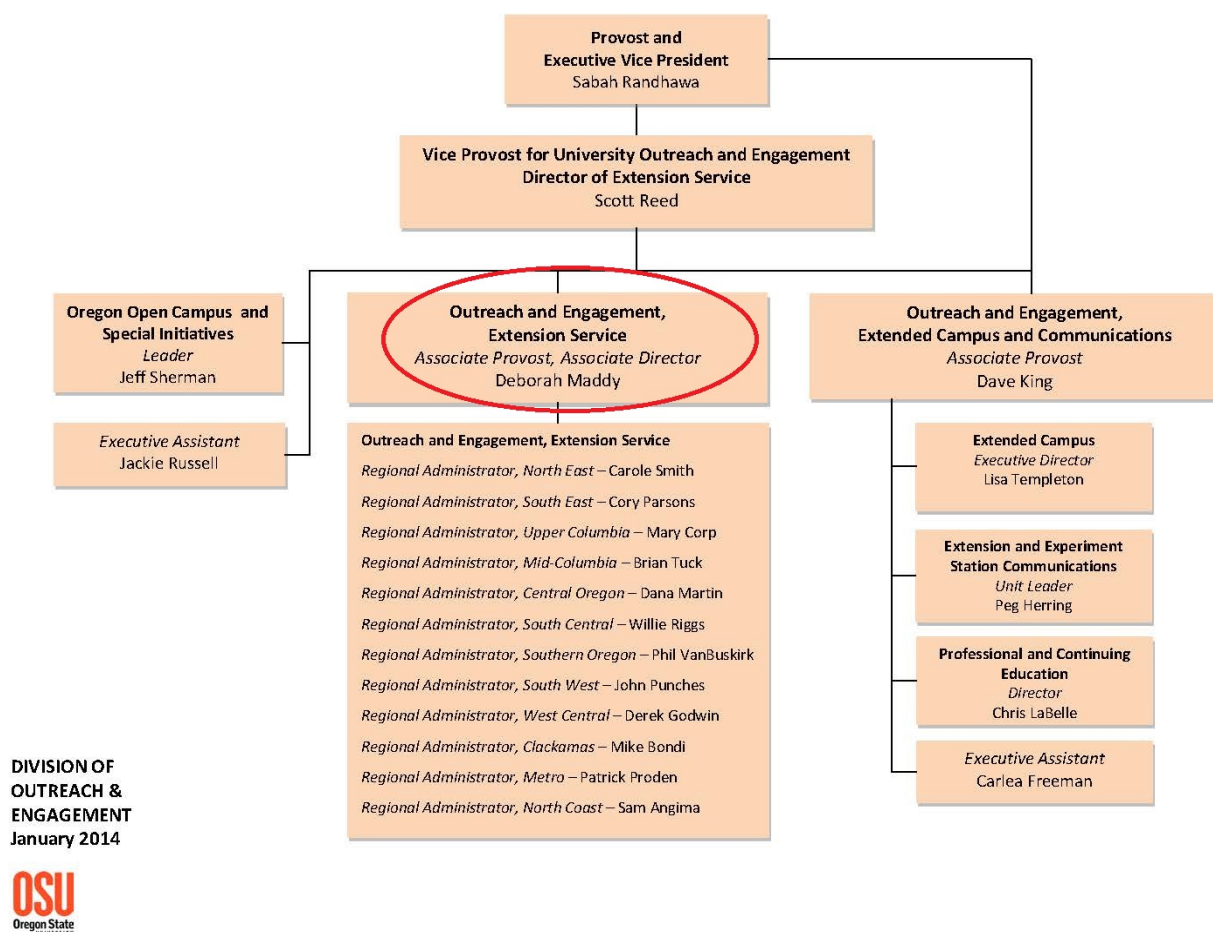 Provost and
Executive Vice President
Sabah Randhawa
Vice Provost for University Outreach and Engagement
Director of Extension Service
Scott Reed
Oregon Open Campus and
Special Initiatives
Leader
Jeff Sherman
Executive Assistant
Jackie Russell
Outreach and Engagement,
Extension Service
Associate Provost, Associate Director
Deborah Maddy
Outreach and Engagement, Extension Service
Regional Administrator, North East – Carole Smith
Regional Administrator, South East – Cory Parsons
Regional Administrator, Upper Columbia – Mary Corp
Regional Administrator, Mid-Columbia – Brian Tuck
Regional Administrator, Central Oregon – Dana Martin
Regional Administrator, South Central – Willie Riggs
Regional Administrator, Southern Oregon – Phil VanBuskirk
Regional Administrator, South West – John Punches
Regional Administrator, West Central – Derek Godwin
Regional Administrator, Clackamas – Mike Bondi
Regional Administrator, Metro – Patrick Proden
Regional Administrator, North Coast – Sam Angima
Outreach and Engagement,
Extended Campus and Communications
Associate Provost
Dave King
Extended Campus
Executive Director
Lisa Templeton
Extension and Experiment
Station Communications
Unit Leader
Peg Herring
Professional and Continuing
Education
Director
Chris LaBelle
Executive Assistant
Carlea Freeman
DIVISION OF
OUTREACH &
ENGAGEMENT
January 2014
OSU
Oregon State